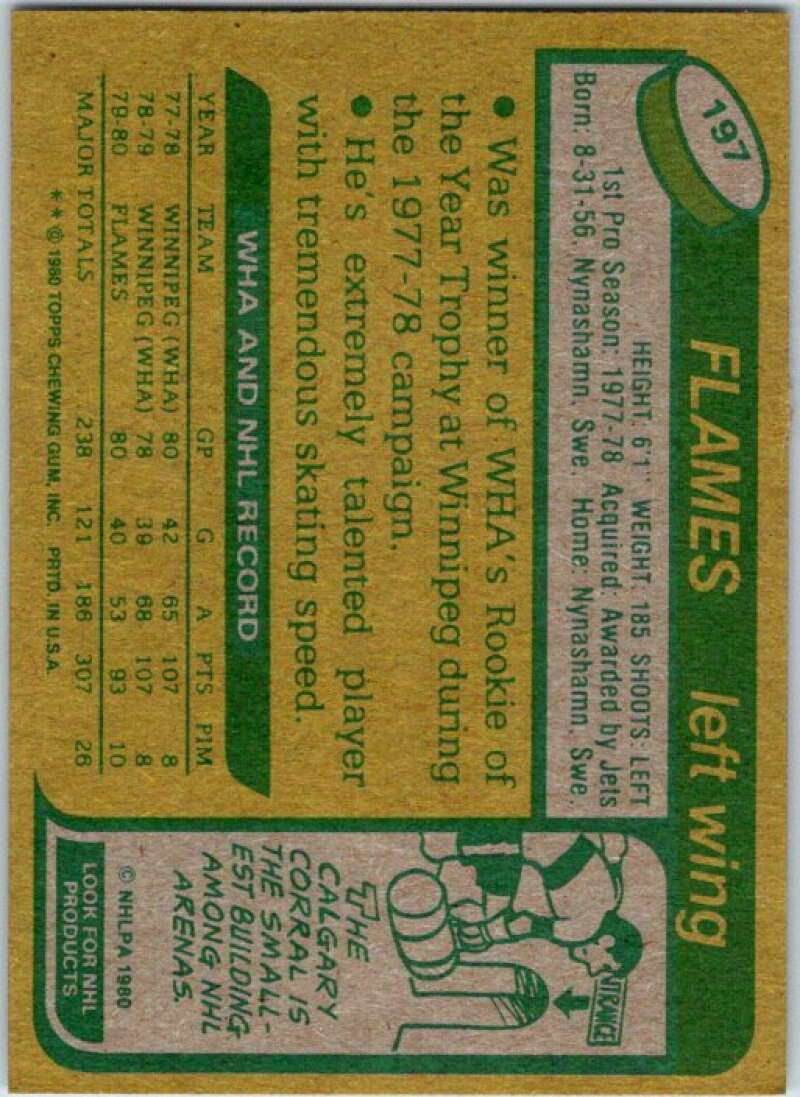 197
FLAMES left wing
HEIGHT: 6'1" WEIGHT: 185 SHOOTS: LEFT
1st Pro Season: 1977-78 Acquired: Awarded by Jets
Born: 8-31-56, Nynashamn, Swe. Home: Nynashamn, Swe.
● Was winner of WHA's Rookie of
the Year Trophy at Winnipeg during
the 1977-78 campaign.
● He's extremely talented player
with tremendous skating speed.
WHA AND NHL RECORD
YEAR TEAM GP G A PTS PIM
77-78 WINNIPEG (WHA) 80 42 65 107 8
78-79 WINNIPEG (WHA) 78 39 68 107 8
79-80 FLAMES 80 40 53 93 10
MAJOR TOTALS 238 121 186 307 26
**© 1980 TOPPS CHEWING GUM, INC. PRTD. IN U.S.A.
ENTRANCE
THE
CALGARY
CORRAL IS
THE SMALL-
EST BUILDING
AMONG NHL
ARENAS.
© NHLPA 1980
LOOK FOR NHL
PRODUCTS